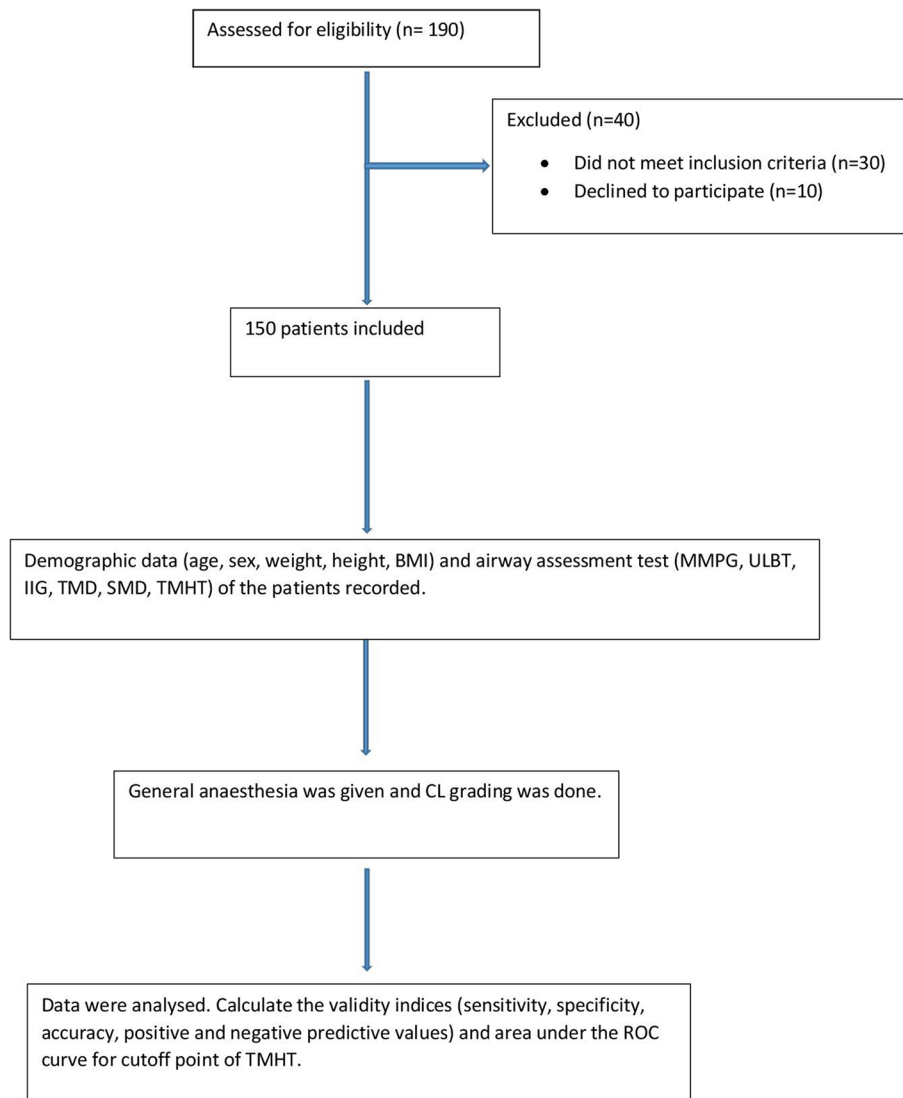 Assessed for eligibility (n= 190)
Excluded (n=40)
• Did not meet inclusion criteria (n=30)
• Declined to participate (n=10)
150 patients included
Demographic data (age, sex, weight, height, BMI) and airway assessment test (MMPG, ULBT,
IIG, TMD, SMD, TMHT) of the patients recorded.
General anaesthesia was given and CL grading was done.
Data were analysed. Calculate the validity indices (sensitivity, specificity,
accuracy, positive and negative predictive values) and area under the ROC
curve for cutoff point of TMHT.